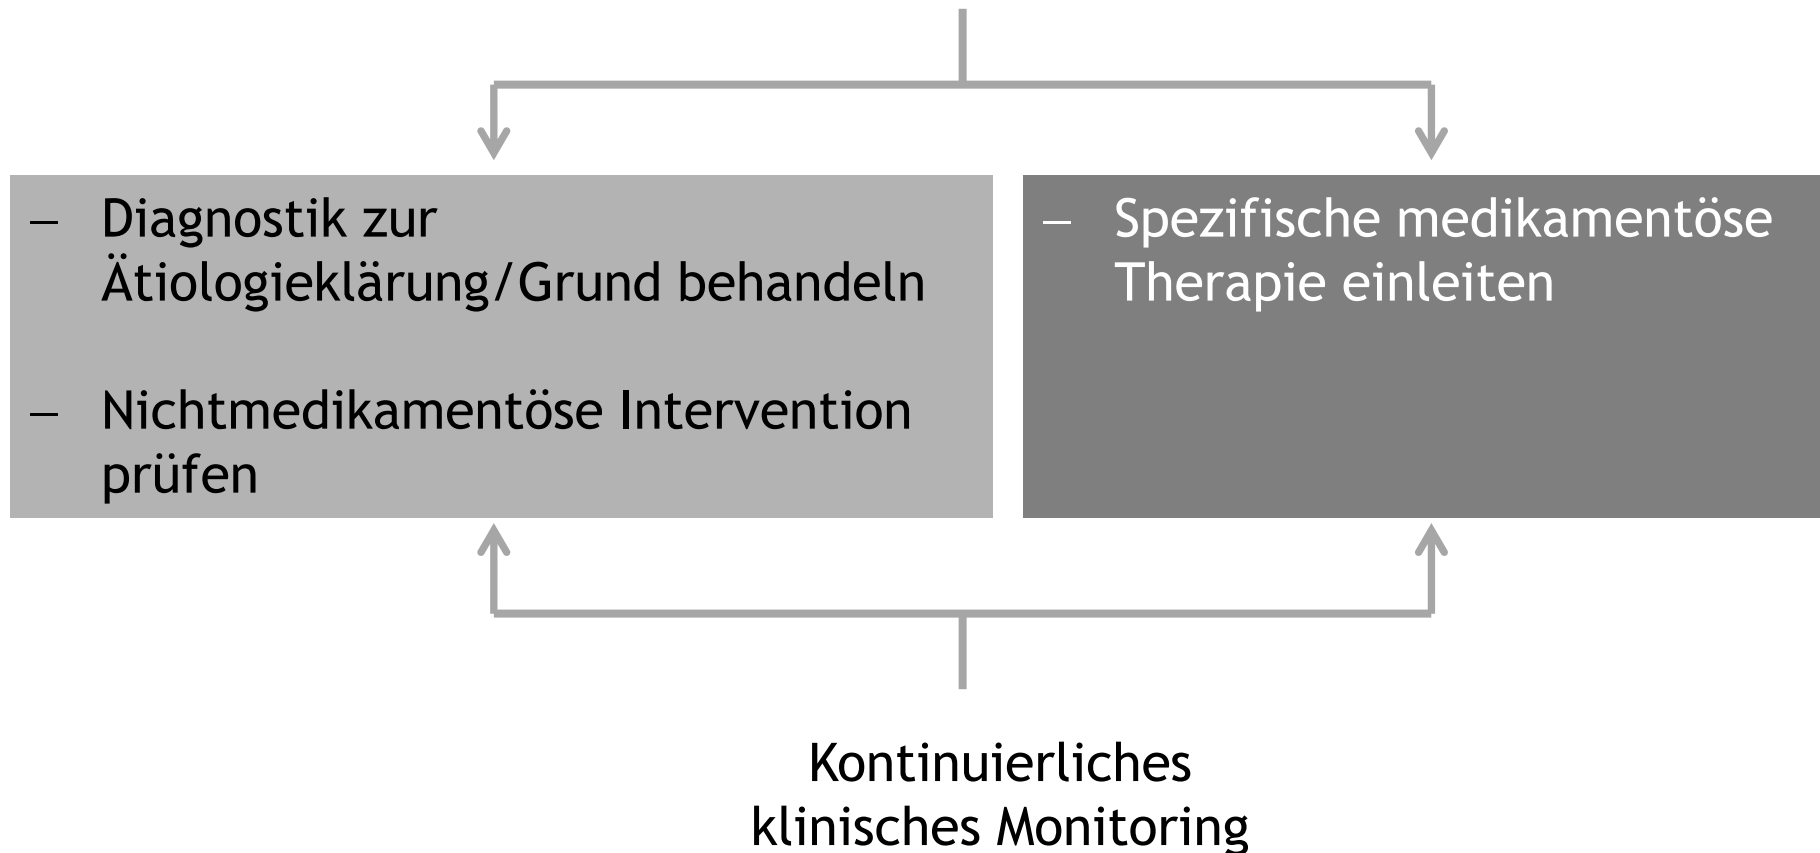 – Diagnostik zur
Ätiologieklärung/Grund behandeln
– Nichtmedikamentöse Intervention
prüfen
– Spezifische medikamentöse
Therapie einleiten
Kontinuierliches
klinisches Monitoring